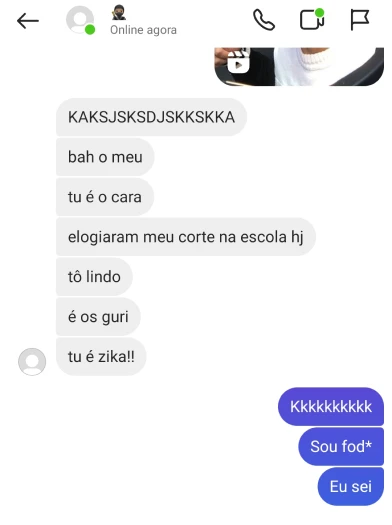 Online agora
KAKSJSKSDJSKKSKKA
bah o meu
tu é o cara
elogiaram meu corte na escola hj
tô lindo
é os guri
tu é zika!!
Kkkkkkkkkk
Sou fod*
Eu sei